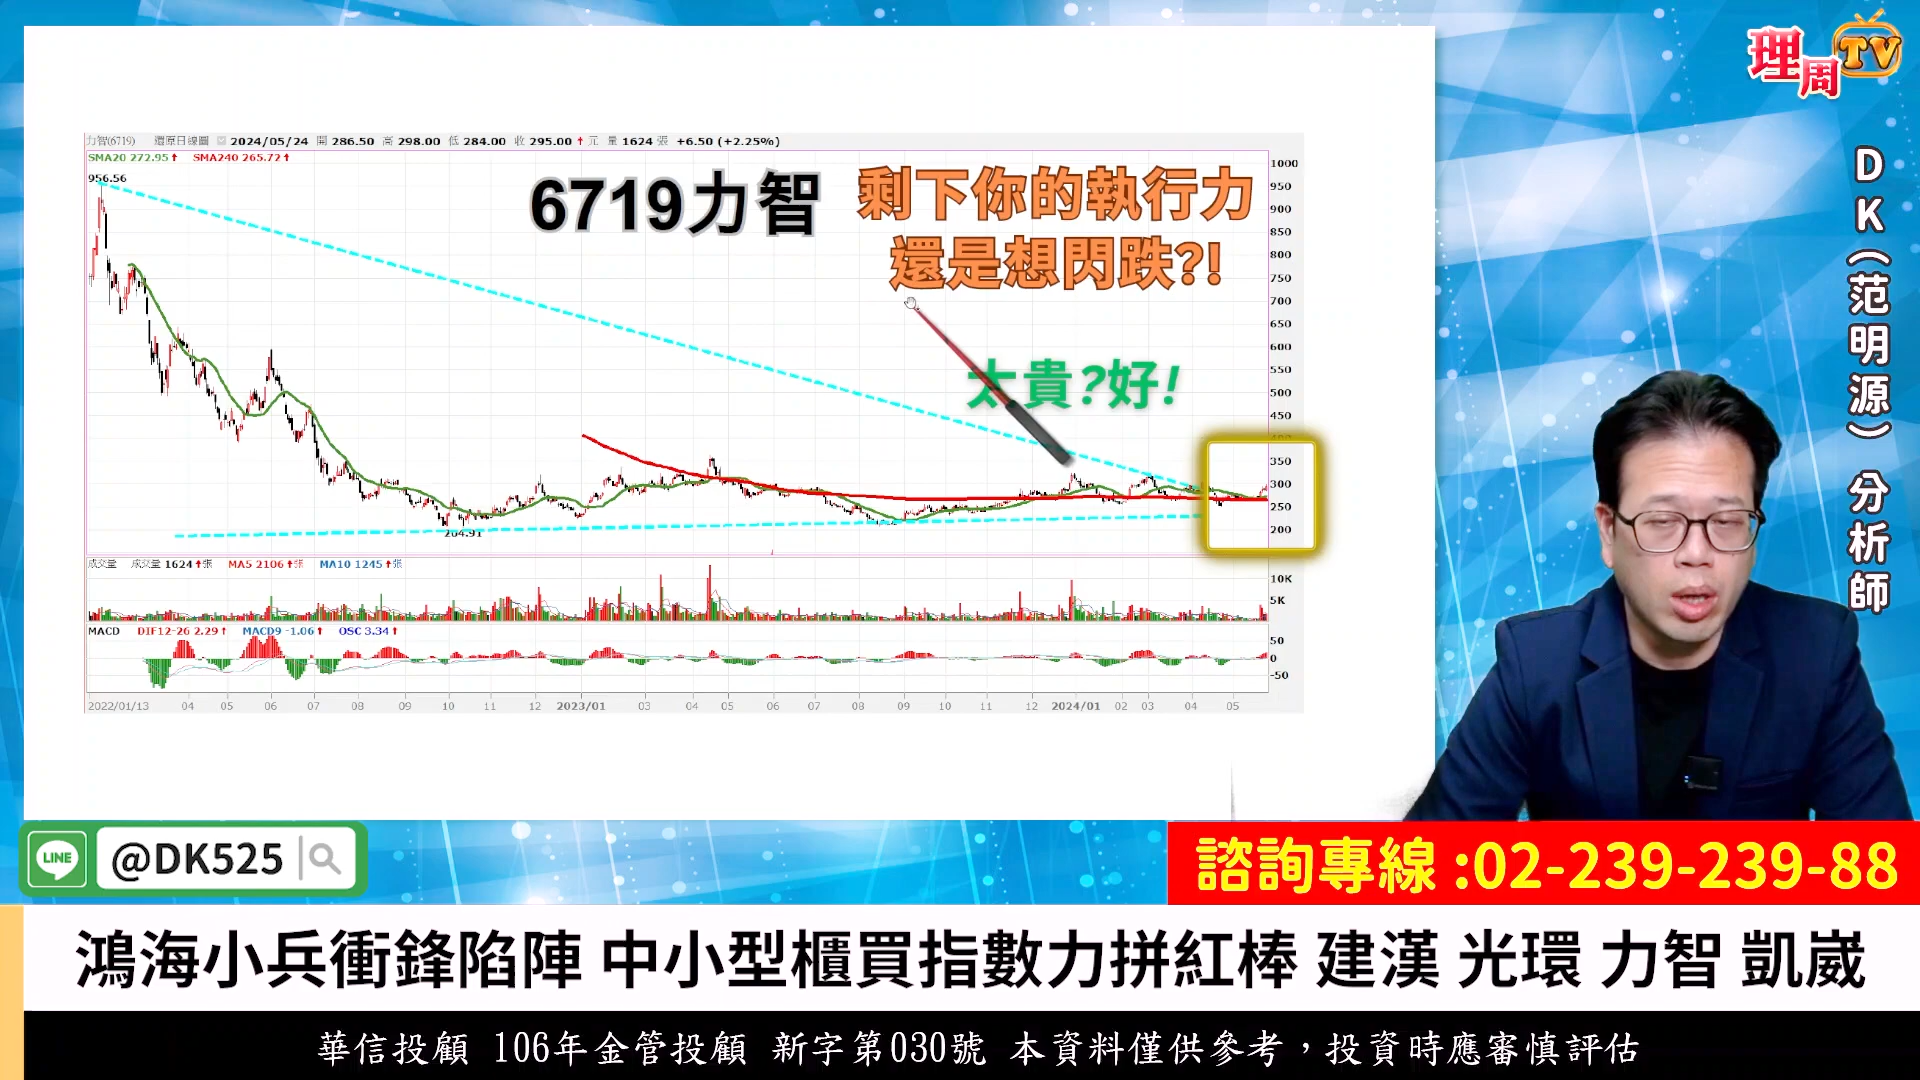 理周TV
DK(范明源)分析師
力智(6719) 還原日線圖 2024/05/24 開 286.50 高 298.00 低 284.00 收 295.00 ↑ 元 量 1624 張 +6.50 (+2.25%)
SMA20 272.95↑ SMA240 265.72↑
956.56
6719力智
剩下你的執行力
還是想閃跌?!
太貴?好!
204.91
1000
950
900
850
800
750
700
650
600
550
500
450
350
300
250
200
成交量 成交量 1624↑張 MA5 2106↑張 MA10 1245↑張
10K
5K
MACD DIF12-26 2.29↑ MACD9 -1.06↑ OSC 3.34↑
50
0
-50
2022/01/13 04 05 06 07 08 09 10 11 12 2023/01 03 04 05 06 07 08 09 10 11 12 2024/01 02 03 04 05
LINE @DK525
諮詢專線:02-239-239-88
鴻海小兵衝鋒陷陣 中小型櫃買指數力拼紅棒 建漢 光環 力智 凱崴
華信投顧 106年金管投顧 新字第030號 本資料僅供參考，投資時應審慎評估